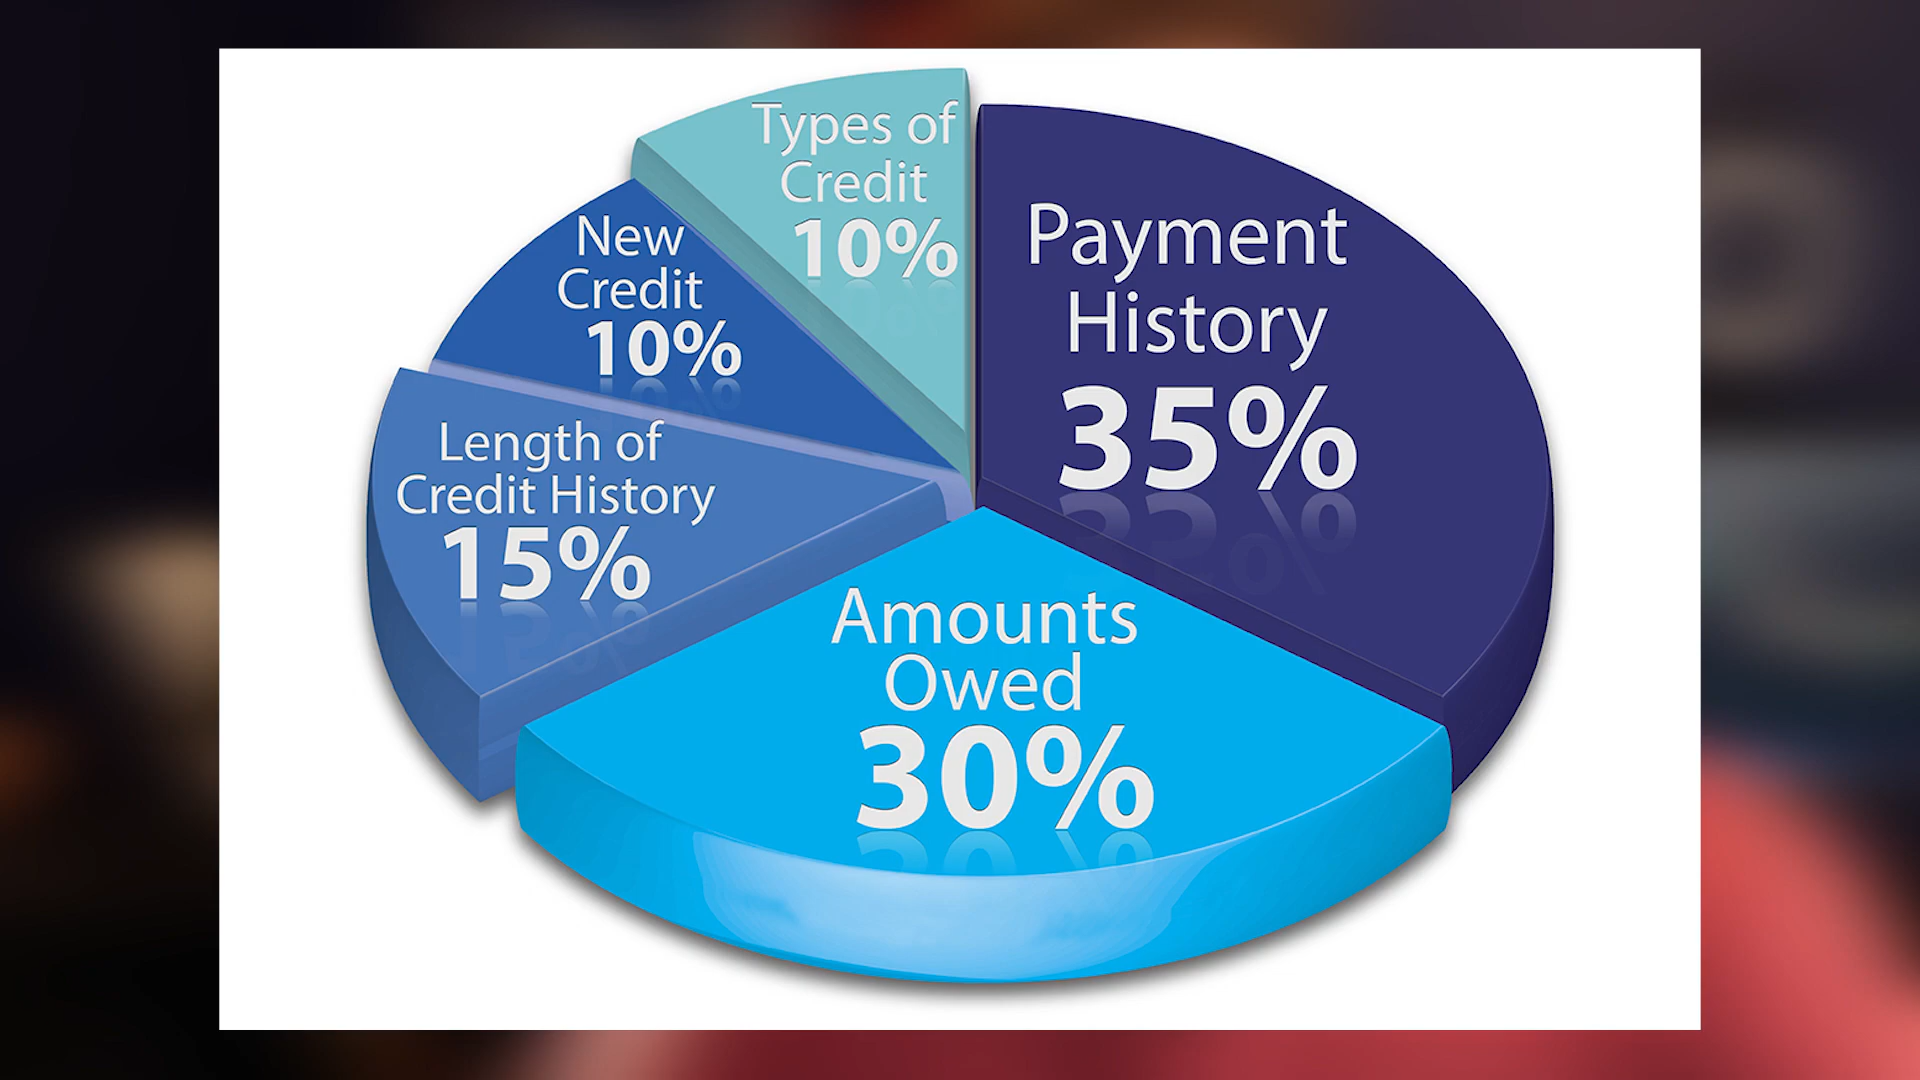 Types of
Credit
10%
Payment
History
35%
New
Credit
10%
Length of
Credit History
15%
Amounts
Owed
30%